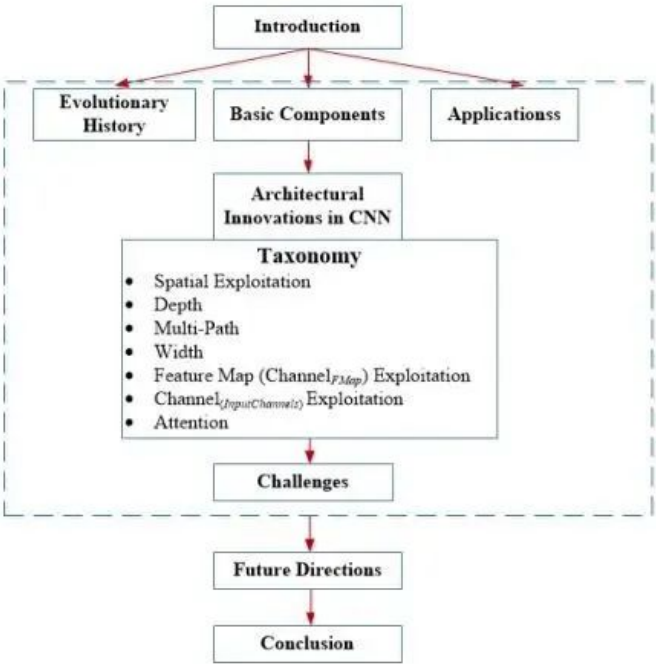 Introduction
Evolutionary
History
Basic Components
Applicationss
Architectural
Innovations in CNN
Taxonomy
• Spatial Exploitation
• Depth
• Multi-Path
• Width
• Feature Map (ChannelFMap) Exploitation
• Channel(InputChannels) Exploitation
• Attention
Challenges
Future Directions
Conclusion